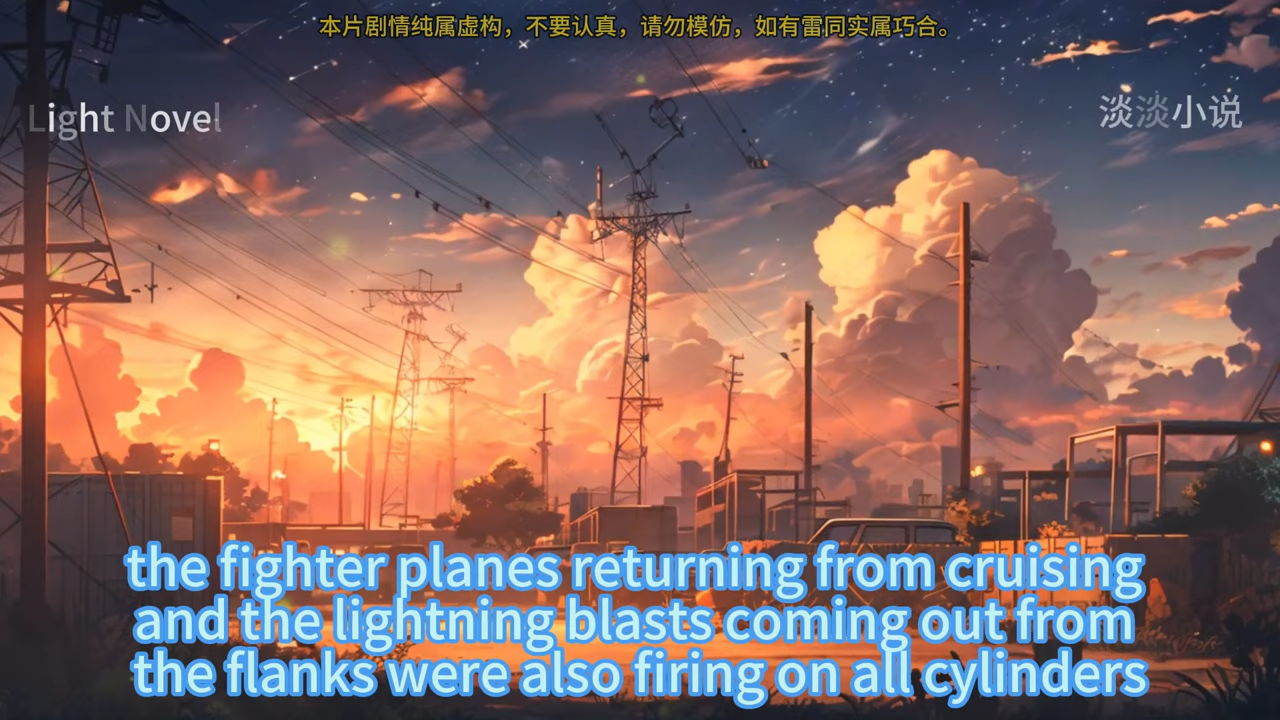 本片剧情纯属虚构，不要认真，请勿模仿，如有雷同实属巧合。
Light Novel
淡淡小说
the fighter planes returning from cruising
and the lightning blasts coming out from
the flanks were also firing on all cylinders